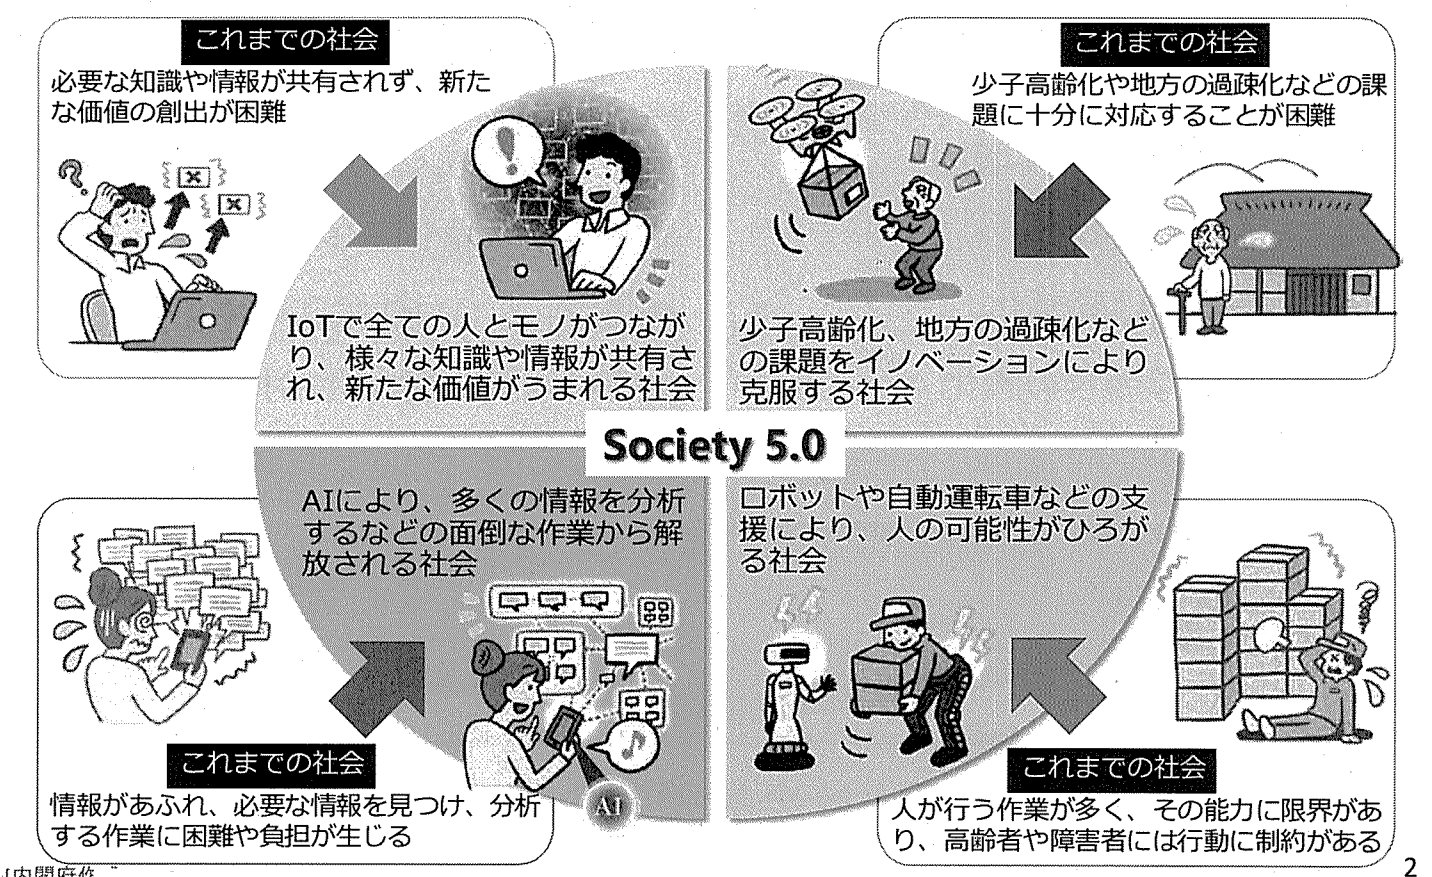 これまでの社会
必要な知識や情報が共有されず、新た
な価値の創出が困難
IoTで全ての人とモノがつなが
り、様々な知識や情報が共有さ
れ、新たな価値がうまれる社会
これまでの社会
少子高齢化や地方の過疎化などの課
題に十分に対応することが困難
少子高齢化、地方の過疎化など
の課題をイノベーションにより
克服する社会
Society 5.0
AIにより、多くの情報を分析
するなどの面倒な作業から解
放される社会
AI
これまでの社会
情報があふれ、必要な情報を見つけ、分析
する作業に困難や負担が生じる
ロボットや自動運転車などの支
援により、人の可能性がひろが
る社会
これまでの社会
人が行う作業が多く、その能力に限界があ
り、高齢者や障害者には行動に制約がある
2